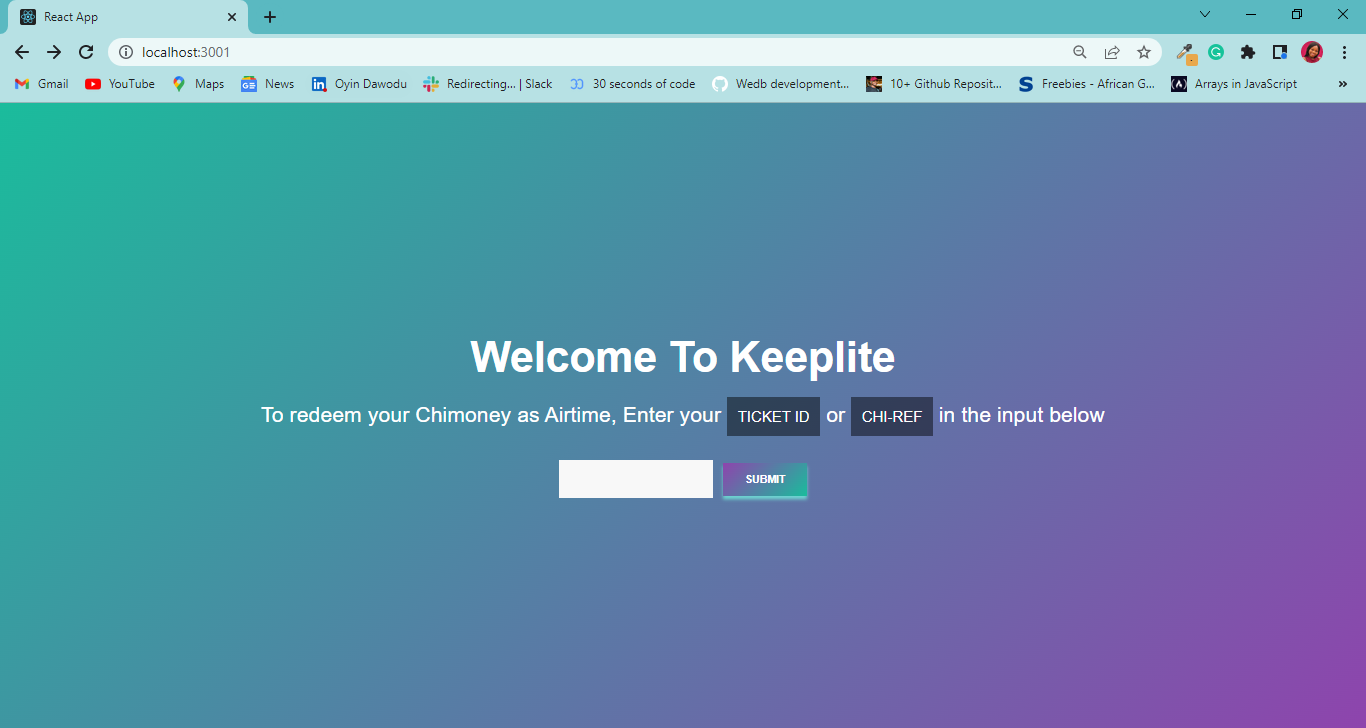 React App
localhost:3001
Gmail YouTube Maps News Oyin Dawodu Redirecting... | Slack 30 seconds of code Wedb development... 10+ Github Reposit... Freebies - African G... Arrays in JavaScript »
Welcome To Keeplite
To redeem your Chimoney as Airtime, Enter your TICKET ID or CHI-REF in the input below
SUBMIT